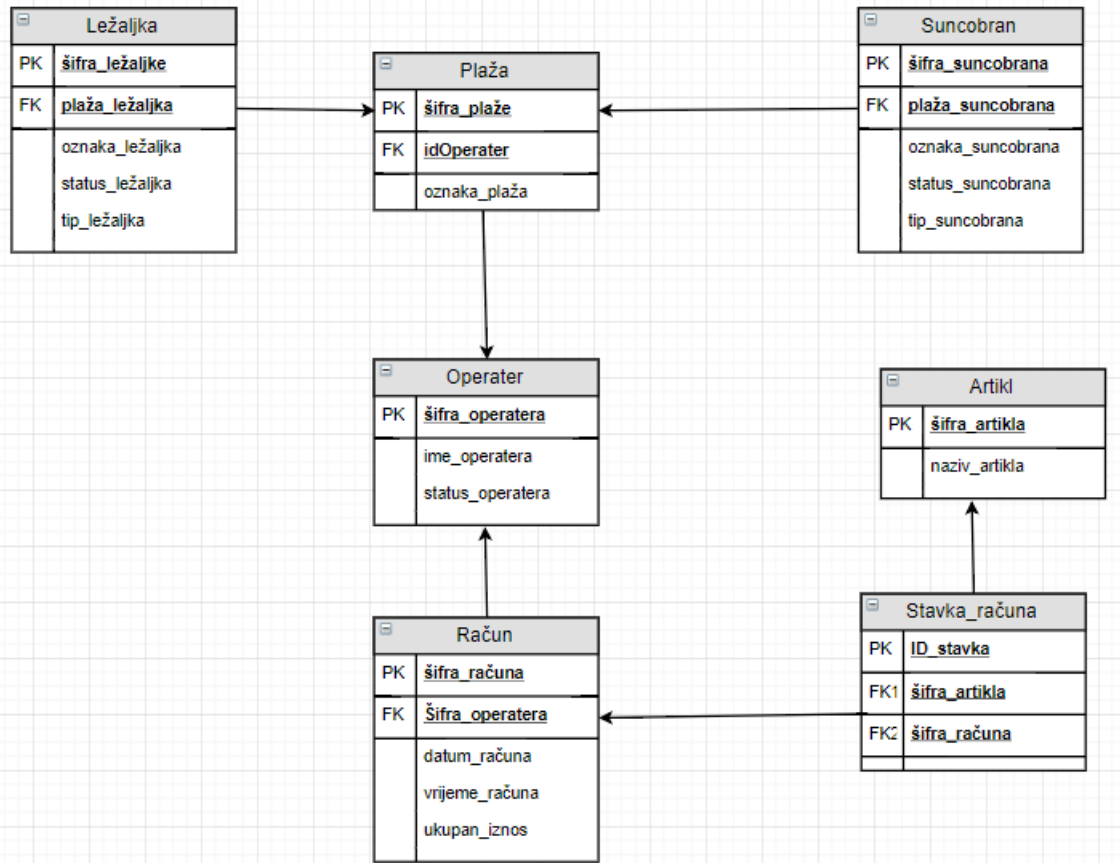 Ležaljka
PK šifra_ležaljke
FK plaža_ležaljka
oznaka_ležaljka
status_ležaljka
tip_ležaljka
Plaža
PK šifra_plaže
FK idOperater
oznaka_plaža
Suncobran
PK šifra_suncobrana
FK plaža_suncobrana
oznaka_suncobrana
status_suncobrana
tip_suncobrana
Operater
PK šifra_operatera
ime_operatera
status_operatera
Artikl
PK šifra_artikla
naziv_artikla
Račun
PK šifra_računa
FK Šifra_operatera
datum_računa
vrijeme_računa
ukupan_iznos
Stavka_računa
PK ID_stavka
FK1 šifra_artikla
FK2 šifra_računa